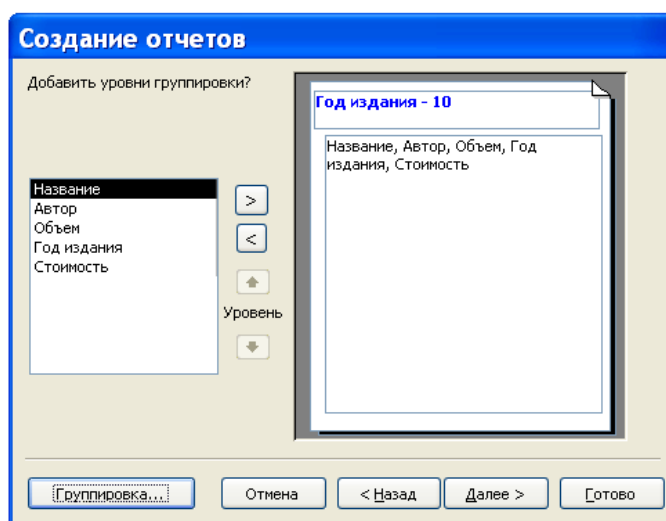 Создание отчетов
Добавить уровни группировки?
Год издания - 10
Название, Автор, Объем, Год
издания, Стоимость
Название
Автор
Объем
Год издания
Стоимость
>
<
Уровень
Группировка...
Отмена
< Назад
Далее >
Готово